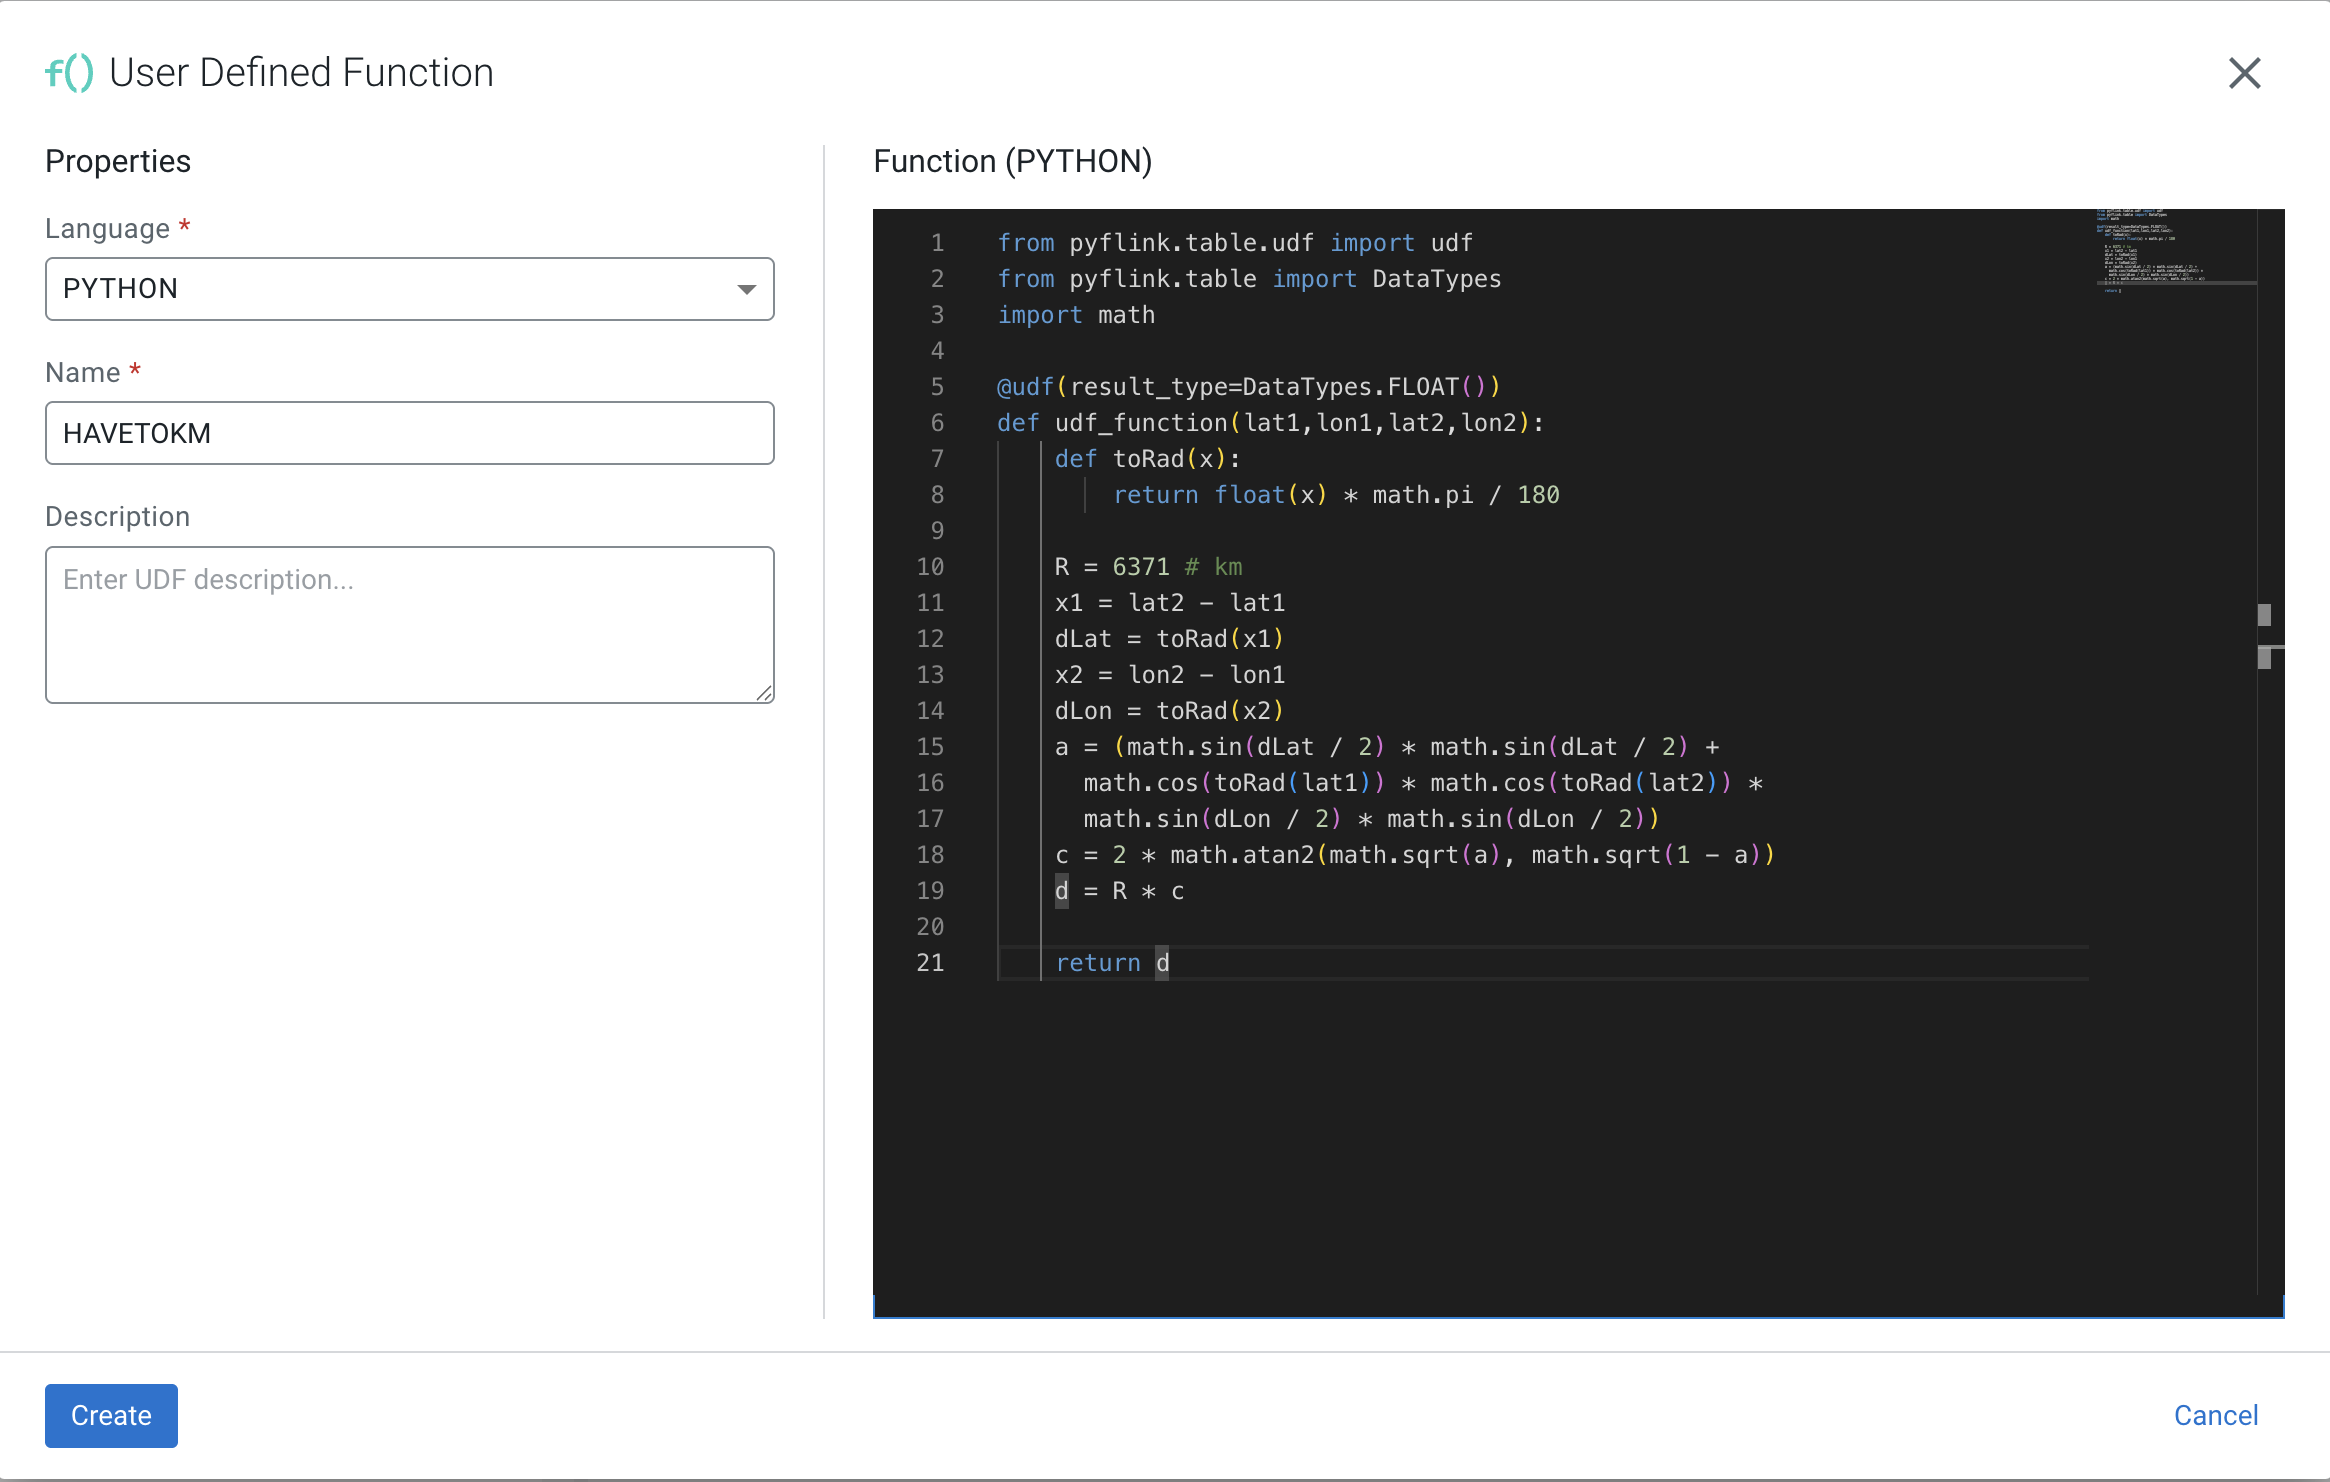 f() User Defined Function
Properties
Language *
PYTHON
Name *
HAVETOKM
Description
Enter UDF description...
Function (PYTHON)
1 from pyflink.table.udf import udf
2 from pyflink.table import DataTypes
3 import math
4
5 @udf(result_type=DataTypes.FLOAT())
6 def udf_function(lat1,lon1,lat2,lon2):
7 def toRad(x):
8 return float(x) * math.pi / 180
9
10 R = 6371 # km
11 x1 = lat2 - lat1
12 dLat = toRad(x1)
13 x2 = lon2 - lon1
14 dLon = toRad(x2)
15 a = (math.sin(dLat / 2) * math.sin(dLat / 2) +
16 math.cos(toRad(lat1)) * math.cos(toRad(lat2)) *
17 math.sin(dLon / 2) * math.sin(dLon / 2))
18 c = 2 * math.atan2(math.sqrt(a), math.sqrt(1 - a))
19 d = R * c
20
21 return d
Create
Cancel